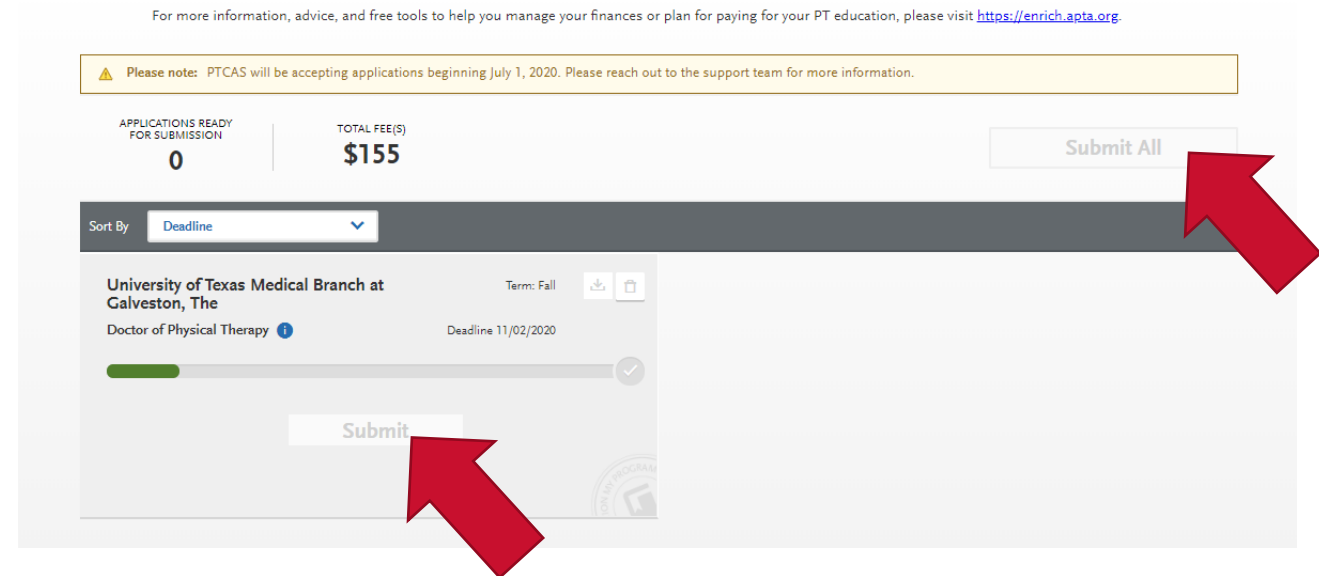 For more information, advice, and free tools to help you manage your finances or plan for paying for your PT education, please visit https://enrich.apta.org.
Please note: PTCAS will be accepting applications beginning July 1, 2020. Please reach out to the support team for more information.
APPLICATIONS READY
FOR SUBMISSION
0
TOTAL FEE(S)
$155
Submit All
Sort By Deadline
University of Texas Medical Branch at
Galveston, The
Term: Fall
Doctor of Physical Therapy
Deadline 11/02/2020
Submit